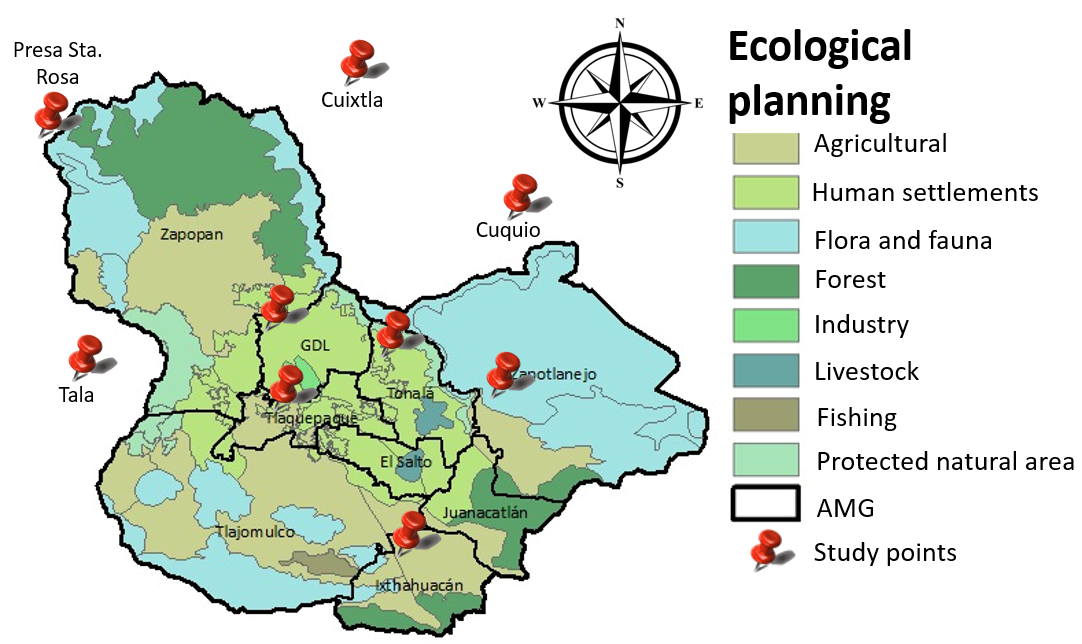 Presa Sta.
Rosa
Cuixtla
N
W
E
S
Cuquio
Zapopan
GDL
Tala
Tonalá
Zapotlanejo
Tlaquepaque
El Salto
Juanacatlán
Tlajomulco
Ixthahuacán
Ecological
planning
Agricultural
Human settlements
Flora and fauna
Forest
Industry
Livestock
Fishing
Protected natural area
AMG
Study points